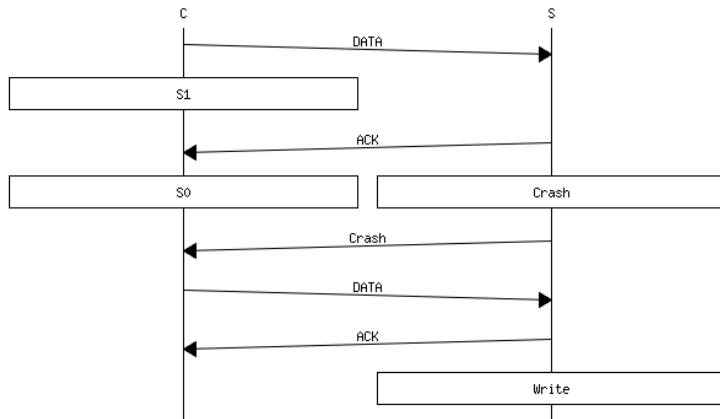 C S
DATA
S1
ACK
S0 Crash
Crash
DATA
ACK
Write